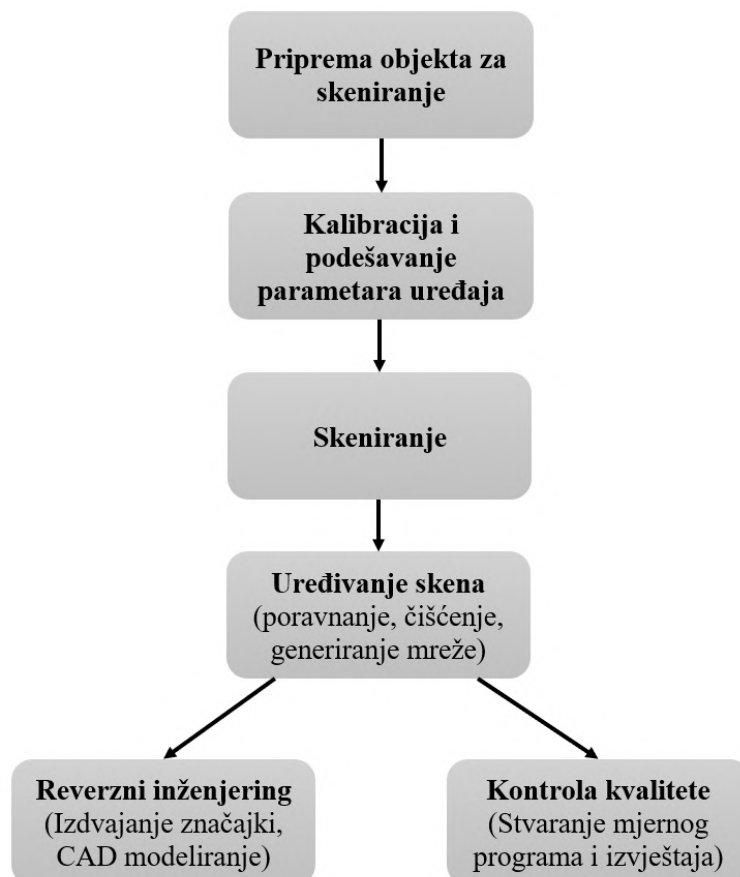 Priprema objekta za
skeniranje
Kalibracija i
podešavanje
parametara uređaja
Skeniranje
Uređivanje skena
(poravnanje, čišćenje,
generiranje mreže)
Reverzni inženjering
(Izdvajanje značajki,
CAD modeliranje)
Kontrola kvalitete
(Stvaranje mjernog
programa i izvještaja)